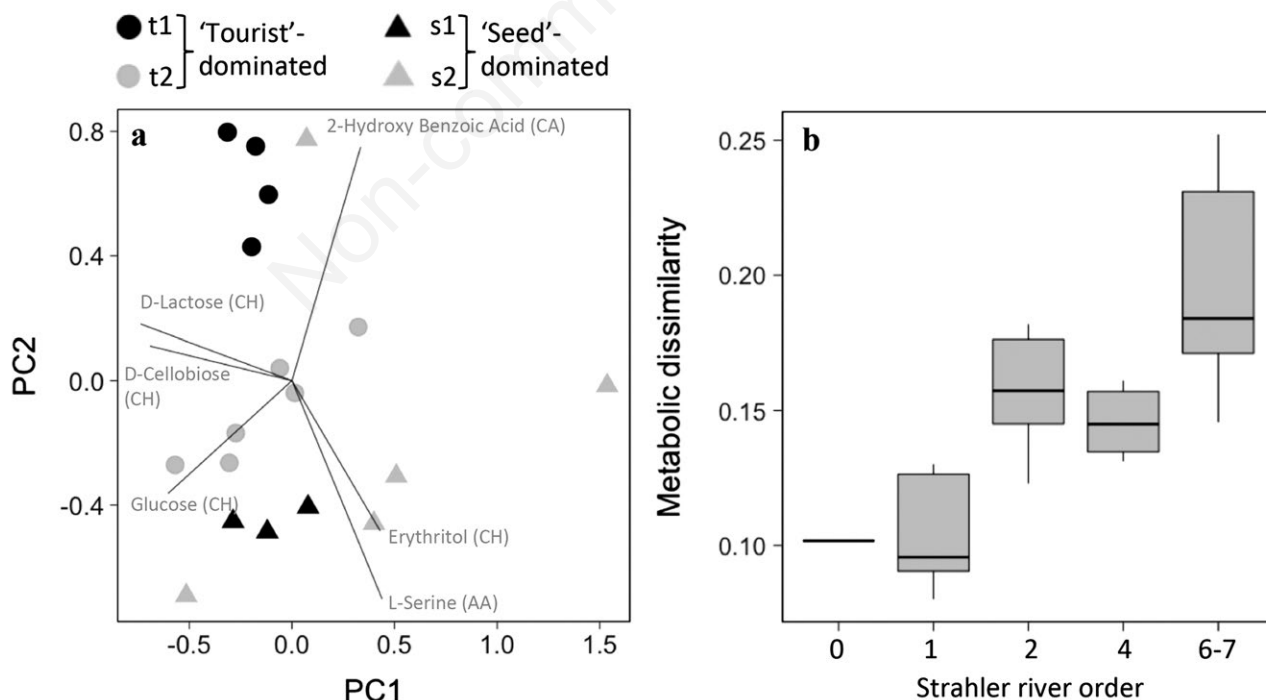 t1
t2
'Tourist'-
dominated
s1
s2
'Seed'-
dominated
a
2-Hydroxy Benzoic Acid (CA)
D-Lactose (CH)
D-Cellobiose
(CH)
Glucose (CH)
Erythritol (CH)
L-Serine (AA)
PC2
0.8
0.4
0.0
-0.4
-0.5
0.0
0.5
1.0
1.5
PC1
b
Metabolic dissimilarity
0.25
0.20
0.15
0.10
0
1
2
4
6-7
Strahler river order
Non-comm